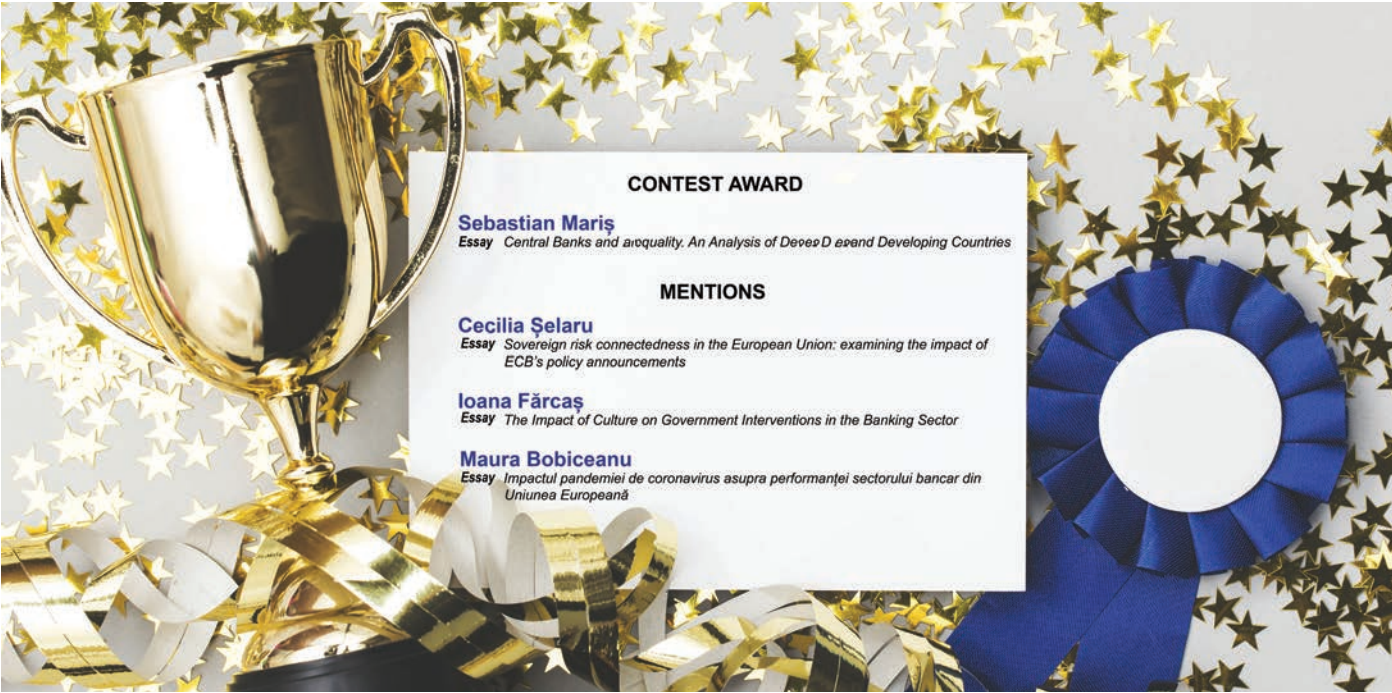 CONTEST AWARD
Sebastian Mariș
Essay Central Banks and An Analysis of Developing Countries
MENTIONS
Cecilia Șelaru
Essay Sovereign risk connectedness in the European Union: examining the impact of
ECB's policy announcements
Ioana Fărcaș
Essay The Impact of Culture on Government Interventions in the Banking Sector
Maura Bobiceanu
Essay Impactul pandemiei de coronavirus asupra performanței sectorului bancar din
Uniunea Europeană